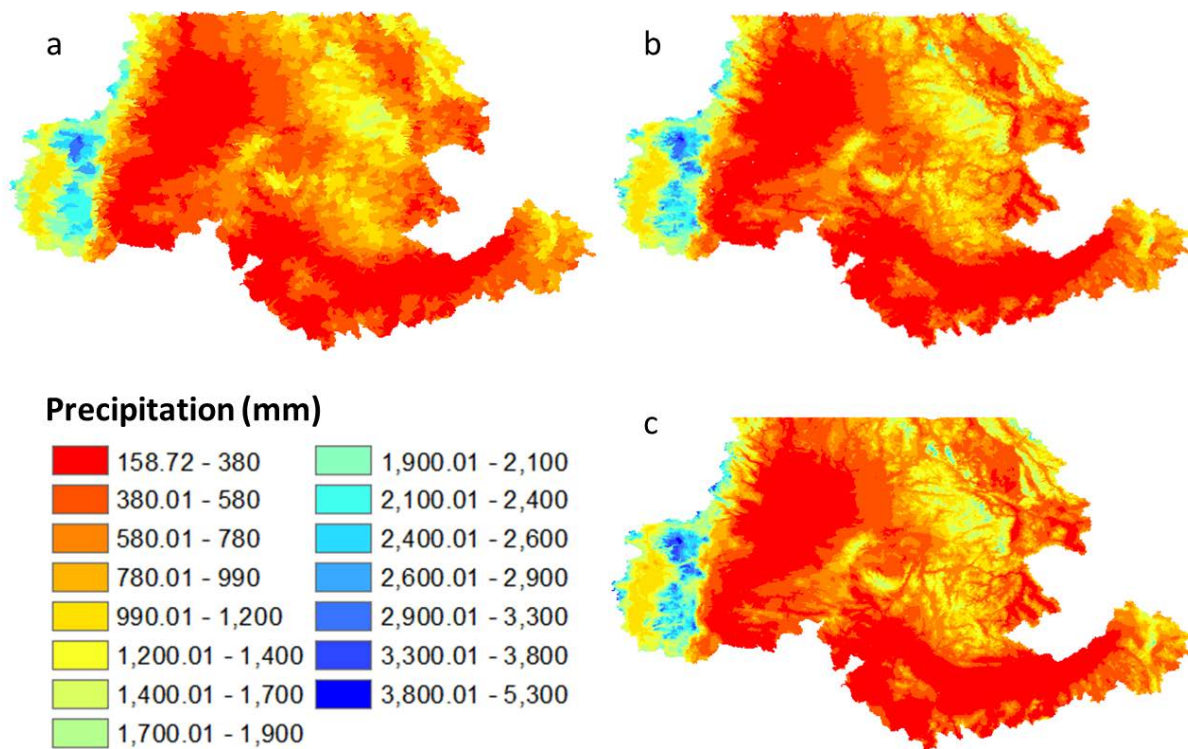 a
b
Precipitation (mm)
158.72 - 380
380.01 - 580
580.01 - 780
780.01 - 990
990.01 - 1,200
1,200.01 - 1,400
1,400.01 - 1,700
1,700.01 - 1,900
1,900.01 - 2,100
2,100.01 - 2,400
2,400.01 - 2,600
2,600.01 - 2,900
2,900.01 - 3,300
3,300.01 - 3,800
3,800.01 - 5,300
c